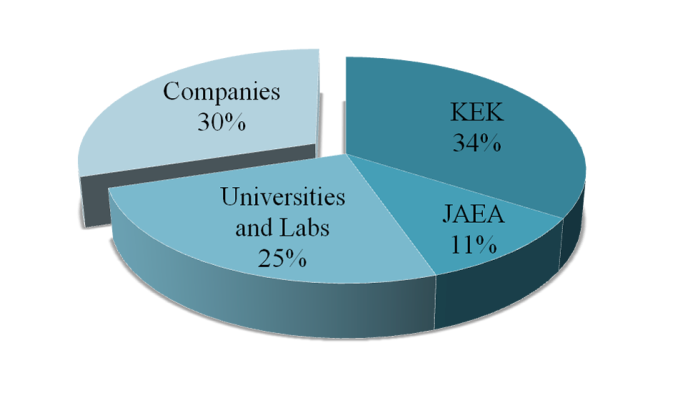 Companies
30%
KEK
34%
Universities
and Labs
25%
JAEA
11%